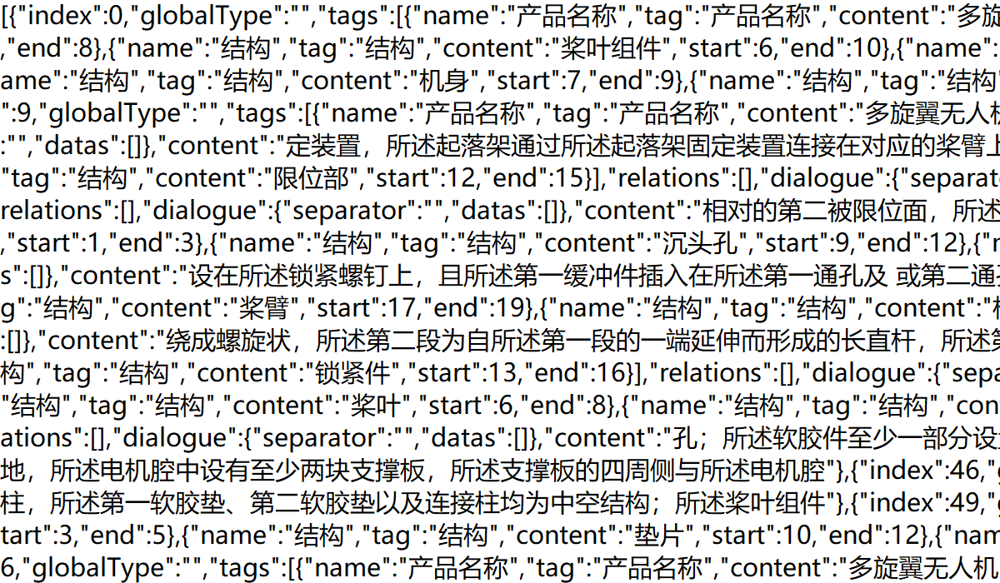 [{"index":0,"globalType":"","tags":[{"name":"产品名称","tag":"产品名称","content":"多旋
,"end":8},{"name":"结构","tag":"结构","content":"桨叶组件","start":6,"end":10},{"name":
ame":"结构","tag":"结构","content":"机身","start":7,"end":9},{"name":"结构","tag":"结构
":9,"globalType":"","tags":[{"name":"产品名称","tag":"产品名称","content":"多旋翼无人机
:"","datas":[]},"content":"定装置，所述起落架通过所述起落架固定装置连接在对应的桨臂上
"tag":"结构","content":"限位部","start":12,"end":15}],"relations":[],"dialogue":{"separat
relations":[],"dialogue":{"separator":"","datas":[]},"content":"相对的第二被限位面，所述
,"start":1,"end":3},{"name":"结构","tag":"结构","content":"沉头孔","start":9,"end":12},{"
s":[]},"content":"设在所述锁紧螺钉上，且所述第一缓冲件插入在所述第一通孔及 或第二通孔
g":"结构","content":"桨臂","start":17,"end":19},{"name":"结构","tag":"结构","content":"
:[]},"content":"绕成螺旋状，所述第二段为自所述第一段的一端延伸而形成的长直杆，所述第
构","tag":"结构","content":"锁紧件","start":13,"end":16}],"relations":[],"dialogue":{"sepa
"结构","tag":"结构","content":"桨叶","start":6,"end":8},{"name":"结构","tag":"结构","con
ations":[],"dialogue":{"separator":"","datas":[]},"content":"孔；所述软胶件至少一部分设
地，所述电机腔中设有至少两块支撑板，所述支撑板的四周侧与所述电机腔"},{"index":46,"g
柱，所述第一软胶垫、第二软胶垫以及连接柱均为中空结构；所述桨叶组件"},{"index":49,"g
tart":3,"end":5},{"name":"结构","tag":"结构","content":"垫片","start":10,"end":12},{"nam
6,"globalType":"","tags":[{"name":"产品名称","tag":"产品名称","content":"多旋翼无人机